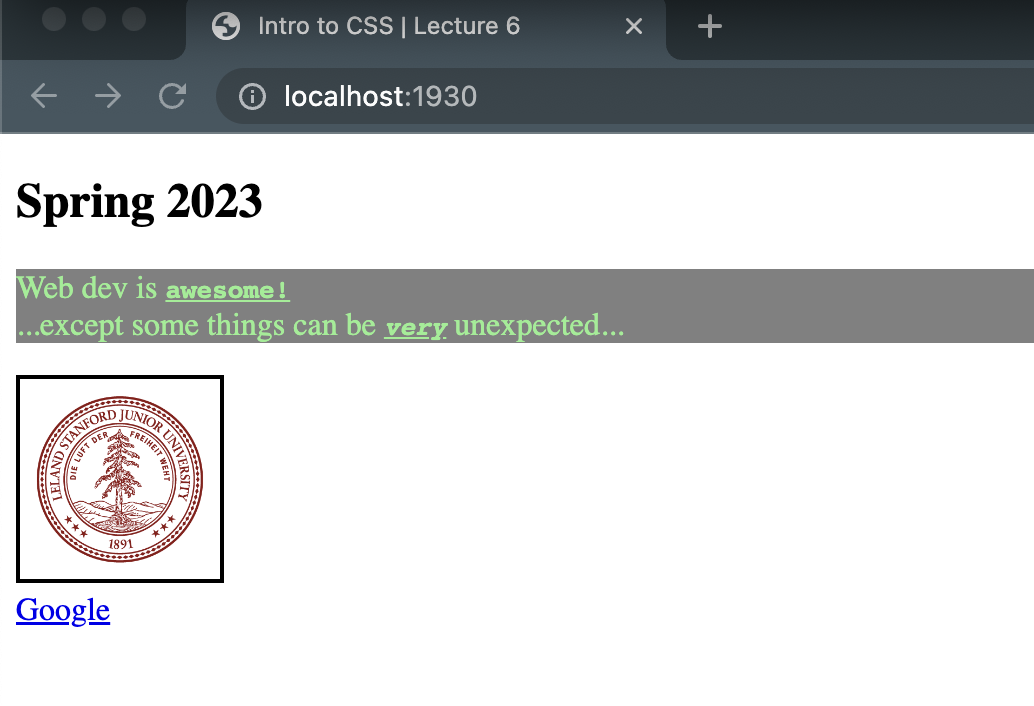 Intro to CSS | Lecture 6
localhost:1930
Spring 2023
Web dev is awesome!
...except some things can be very unexpected...
LELAND STANFORD JUNIOR UNIVERSITY
DIE LUFT DER FREIHEIT WEHT
1891
Google